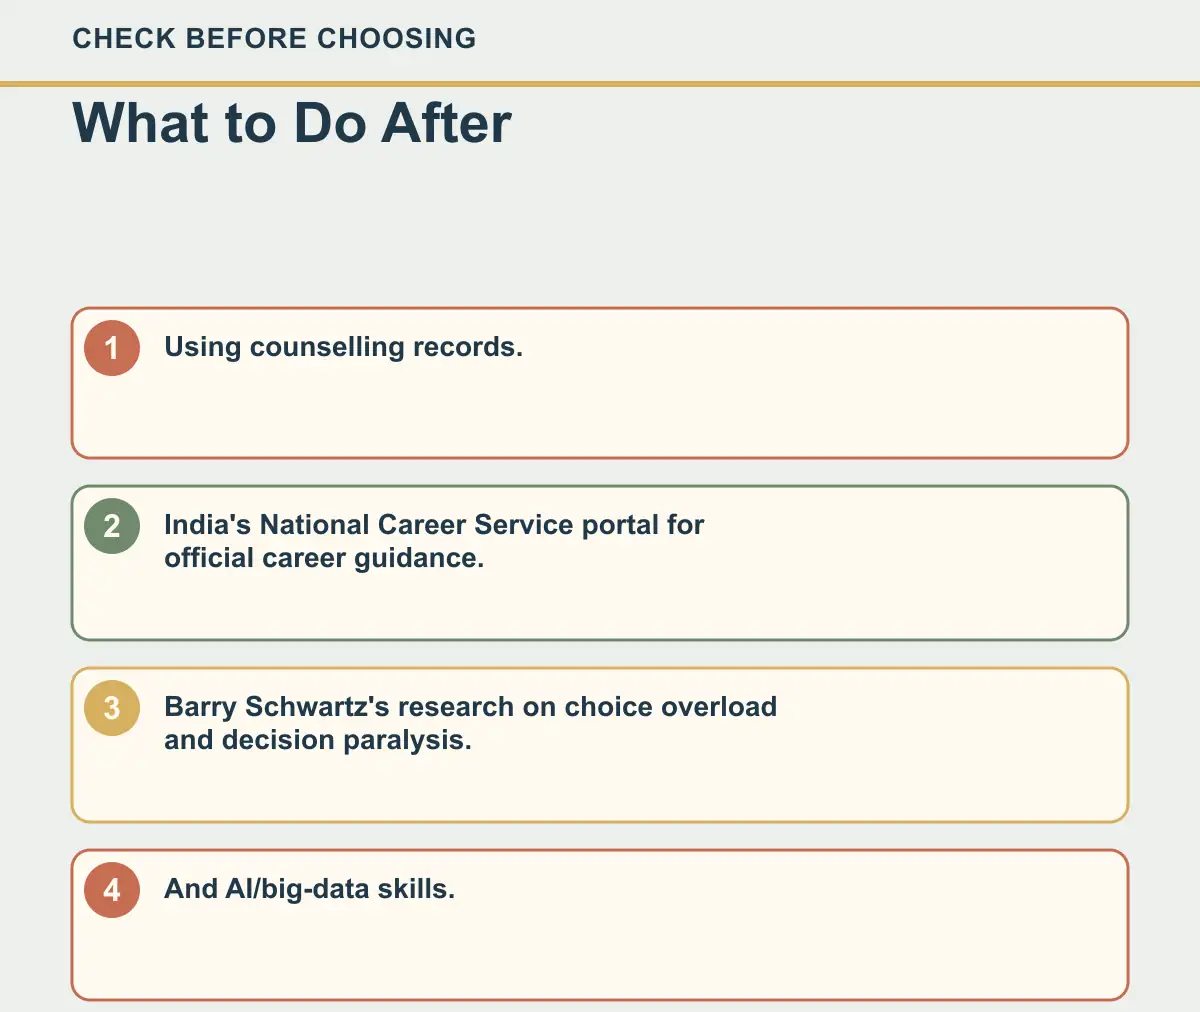 CHECK BEFORE CHOOSING
What to Do After
1
Using counselling records.
2
India's National Career Service portal for
official career guidance.
3
Barry Schwartz's research on choice overload
and decision paralysis.
4
And AI/big-data skills.